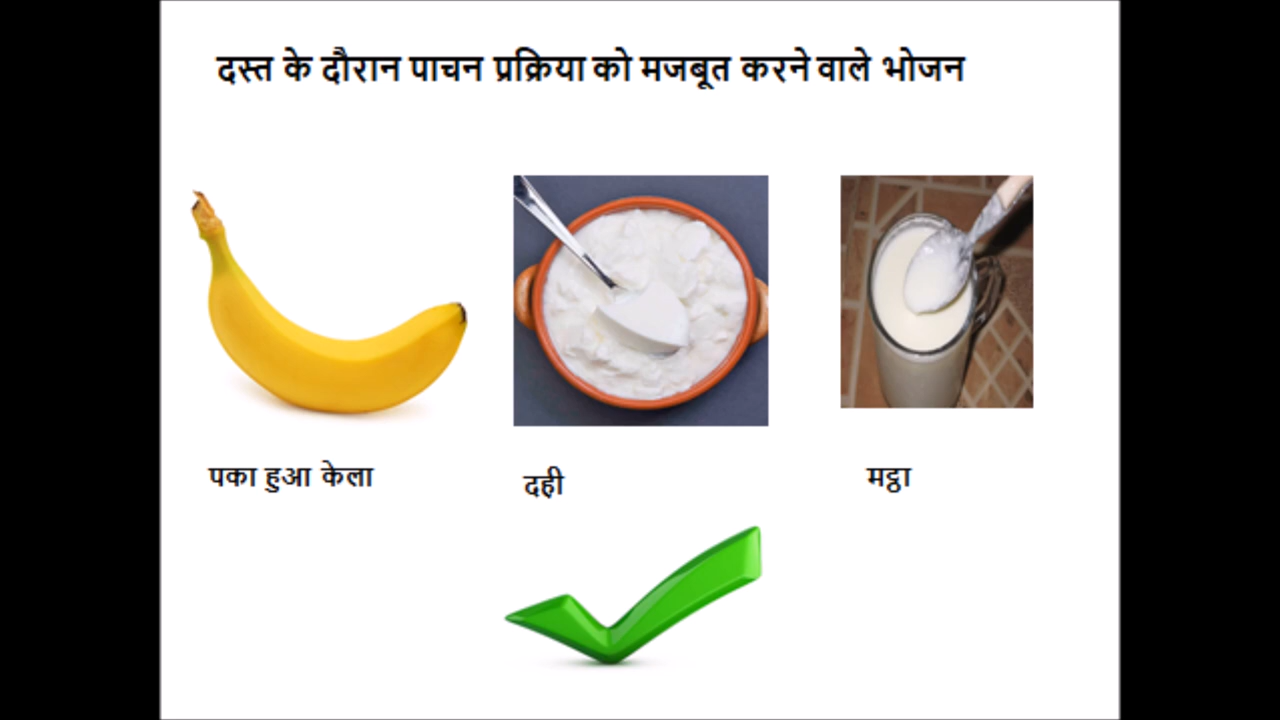 दस्त के दौरान पाचन प्रक्रिया को मजबूत करने वाले भोजन
पका हुआ केला
दही
मट्ठा